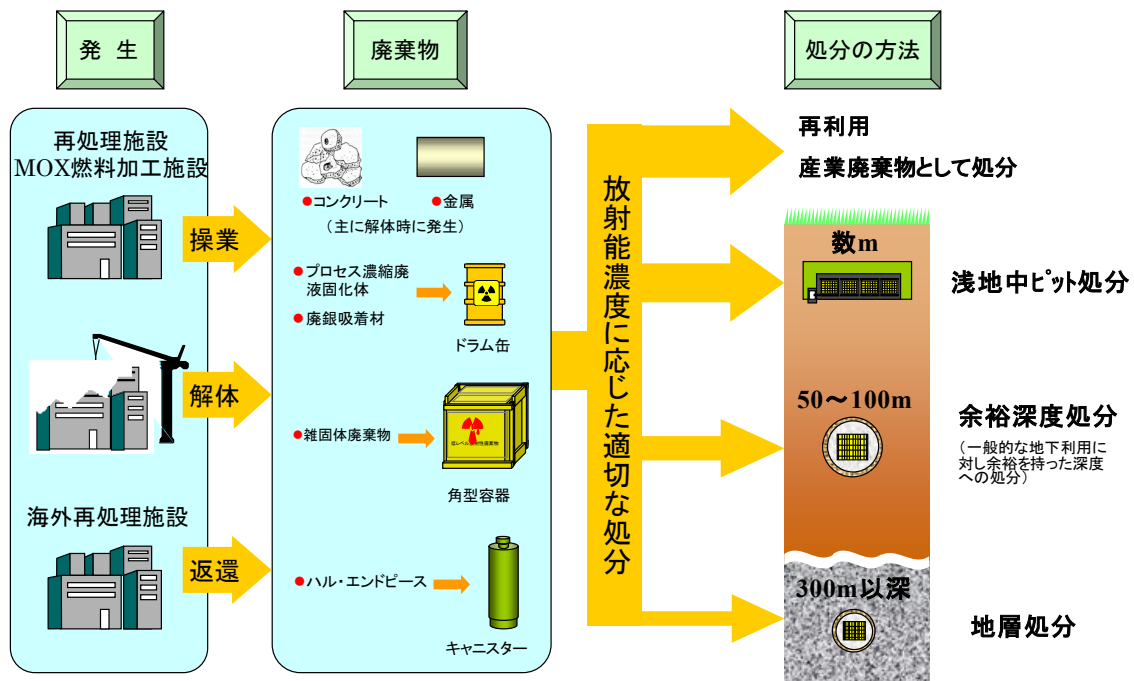 発 生
廃棄物
処分の方法
再処理施設
MOX燃料加工施設
操業
解体
海外再処理施設
返還
●コンクリート
●金属
（主に解体時に発生）
●プロセス濃縮廃
液固化体
●廃銀吸着材
ドラム缶
●雑固体廃棄物
角型容器
●ハル・エンドピース
キャニスター
放射能濃度に応じた適切な処分
再利用
産業廃棄物として処分
数m
浅地中ピット処分
50～100m
余裕深度処分
（一般的な地下利用に
対し余裕を持った深度
への処分）
300m以深
地層処分